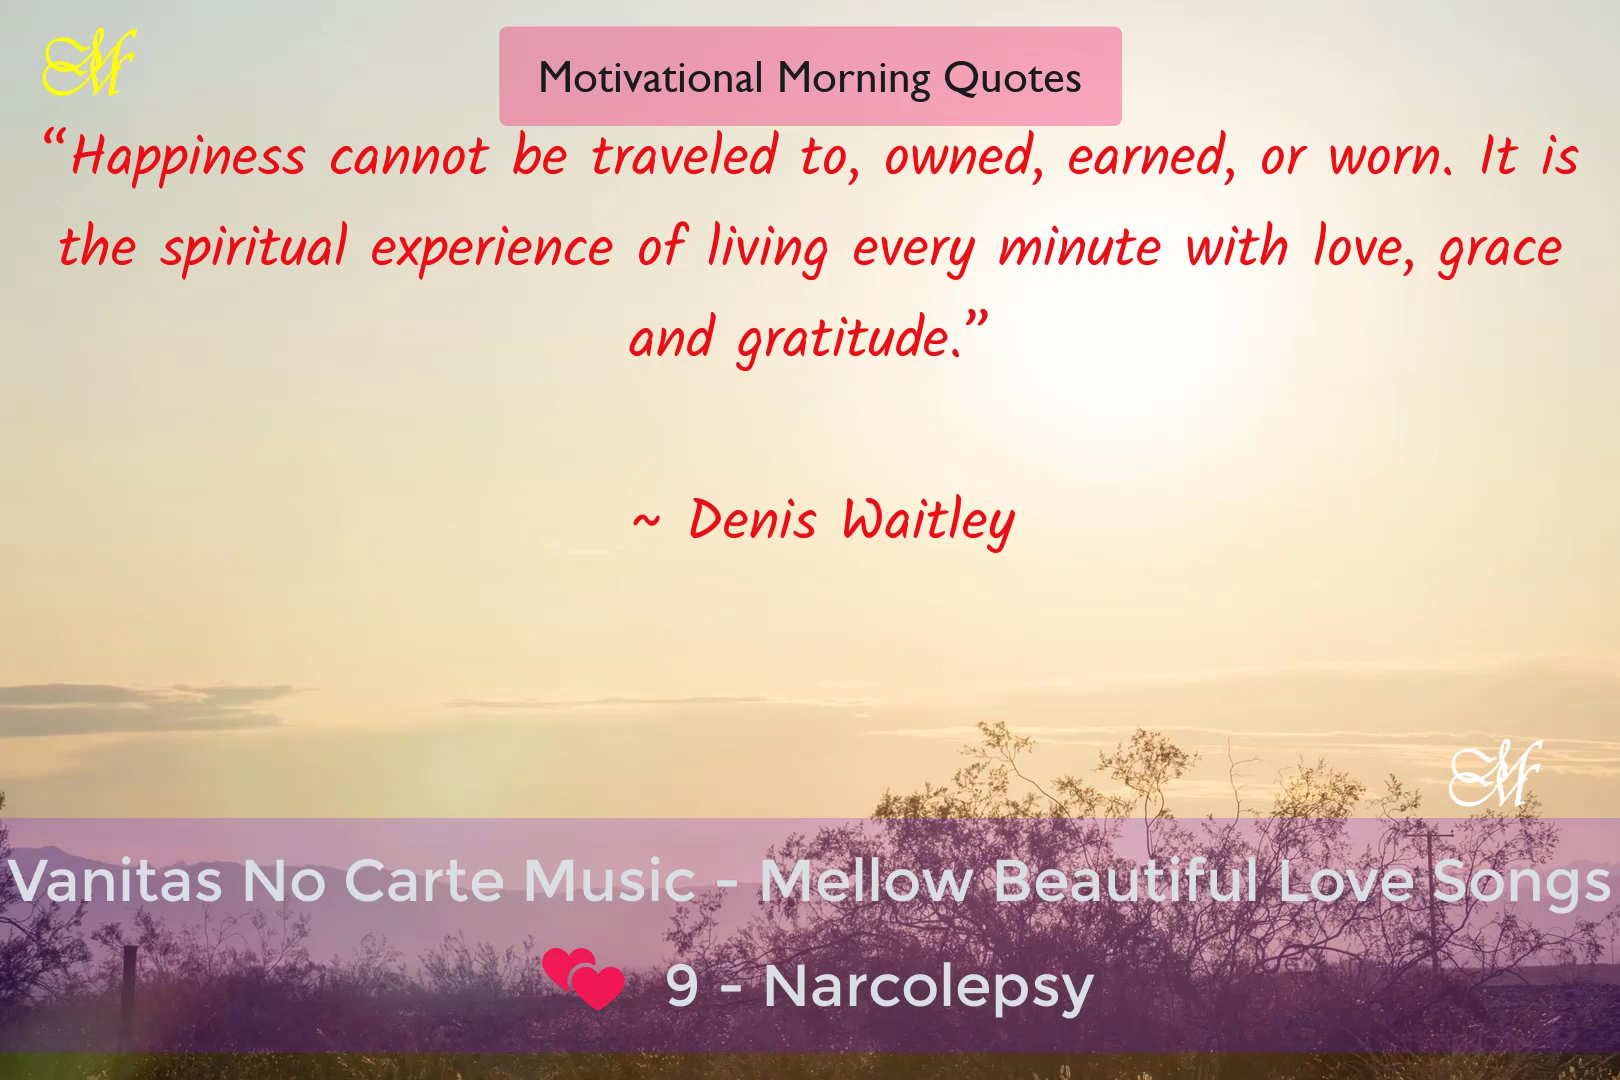 Motivational Morning Quotes
“Happiness cannot be traveled to, owned, earned, or worn. It is
the spiritual experience of living every minute with love, grace
and gratitude.”
~ Denis Waitley
Vanitas No Carte Music - Mellow Beautiful Love Songs
9 - Narcolepsy